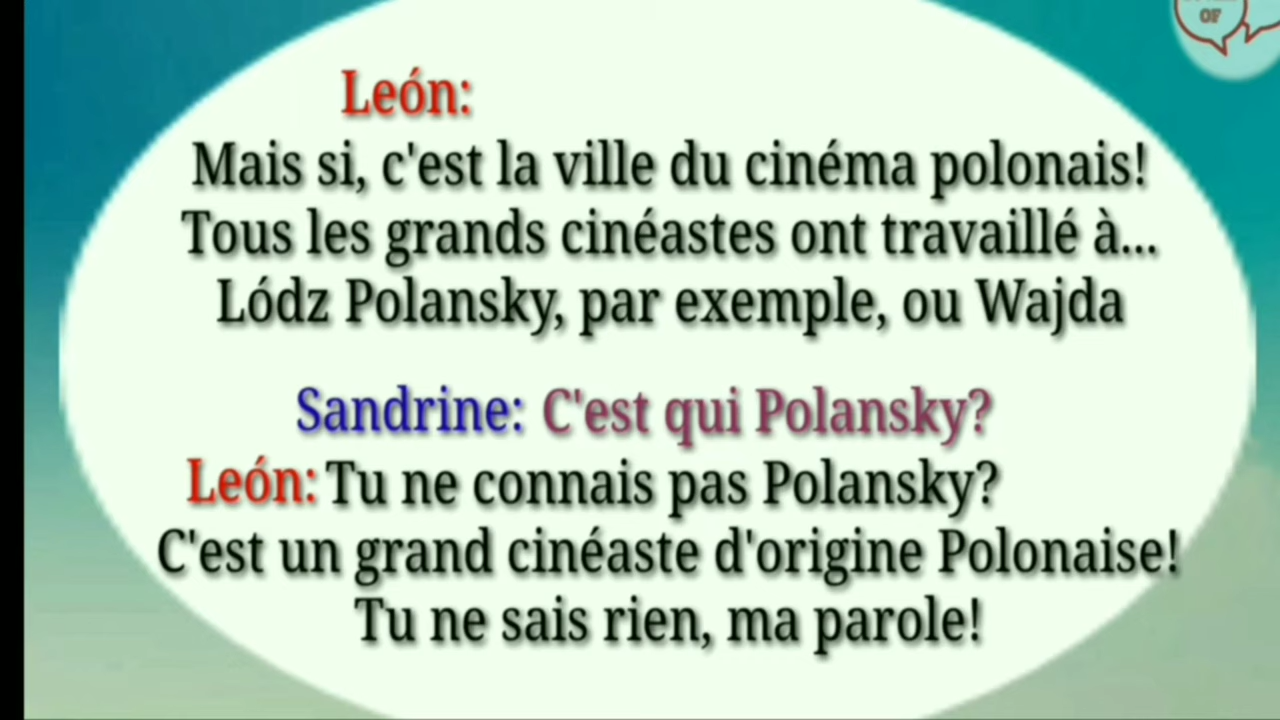 OF
León:
Mais si, c'est la ville du cinéma polonais!
Tous les grands cinéastes ont travaillé à...
Lódz Polansky, par exemple, ou Wajda
Sandrine: C'est qui Polansky?
León: Tu ne connais pas Polansky?
C'est un grand cinéaste d'origine Polonaise!
Tu ne sais rien, ma parole!